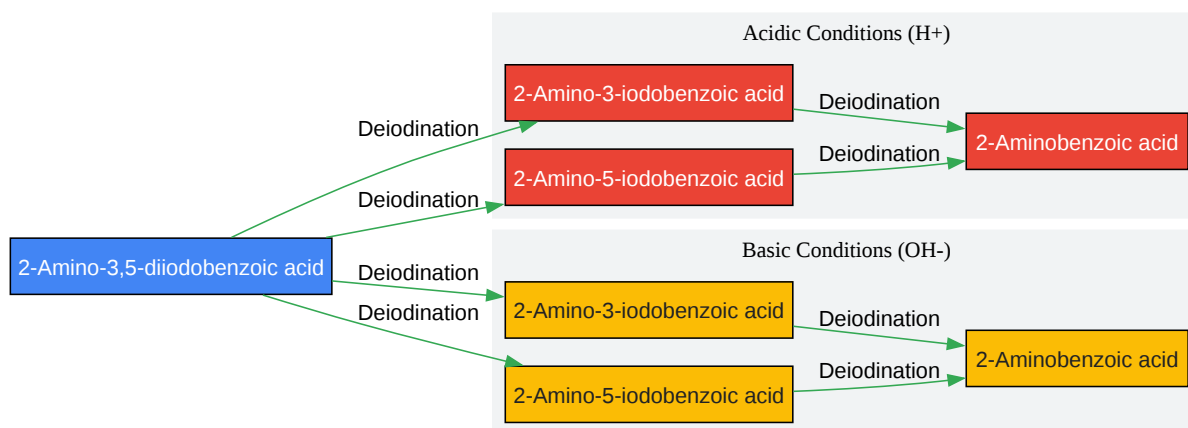 Acidic Conditions (H+)
2-Amino-3-iodobenzoic acid
Deiodination
Deiodination
2-Aminobenzoic acid
Deiodination
2-Amino-5-iodobenzoic acid
Deiodination
2-Amino-3,5-diiodobenzoic acid
Basic Conditions (OH-)
Deiodination
2-Amino-3-iodobenzoic acid
Deiodination
Deiodination
2-Aminobenzoic acid
Deiodination
2-Amino-5-iodobenzoic acid